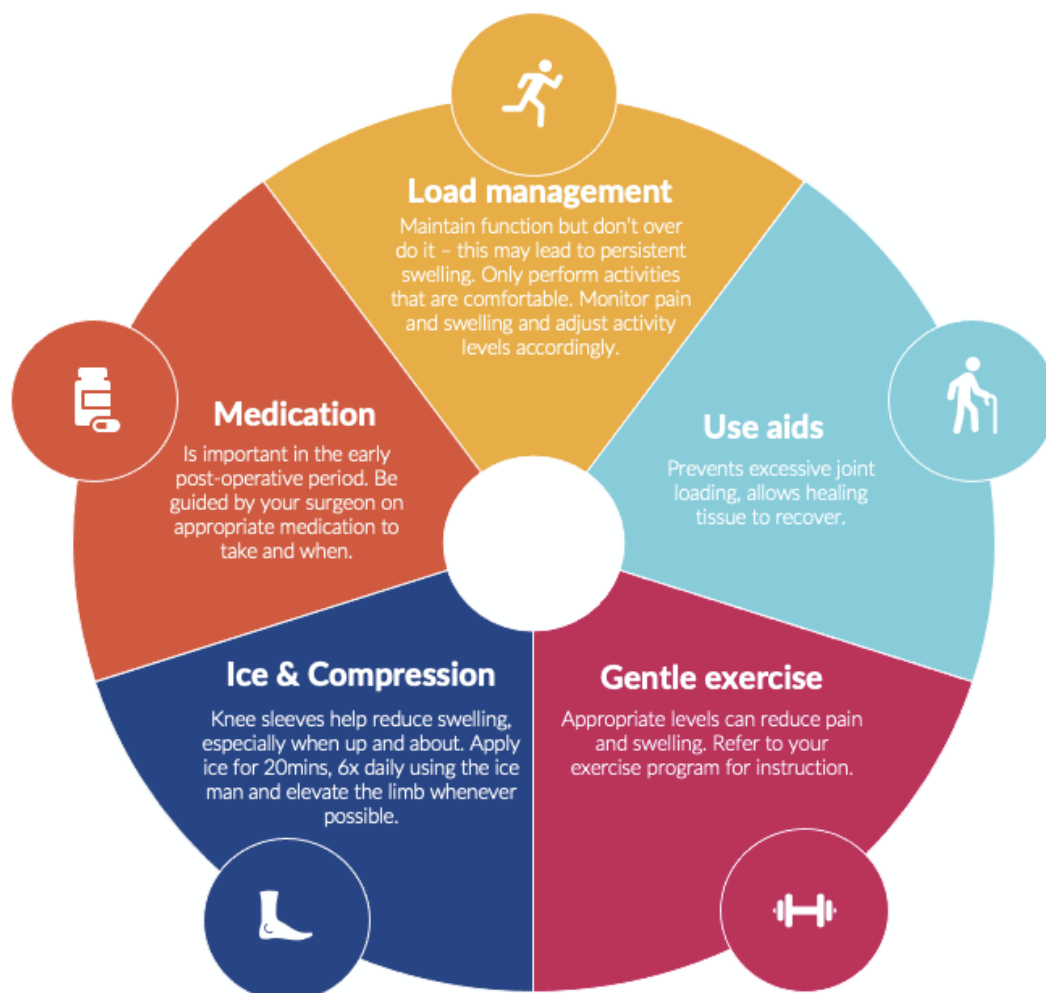 Load management
Maintain function but don't over
do it – this may lead to persistent
swelling. Only perform activities
that are comfortable. Monitor pain
and swelling and adjust activity
levels accordingly.
Use aids
Prevents excessive joint
loading, allows healing
tissue to recover.
Gentle exercise
Appropriate levels can reduce pain
and swelling. Refer to your
exercise program for instruction.
Ice & Compression
Knee sleeves help reduce swelling,
especially when up and about. Apply
ice for 20mins, 6x daily using the ice
man and elevate the limb whenever
possible.
Medication
Is important in the early
post-operative period. Be
guided by your surgeon on
appropriate medication to
take and when.